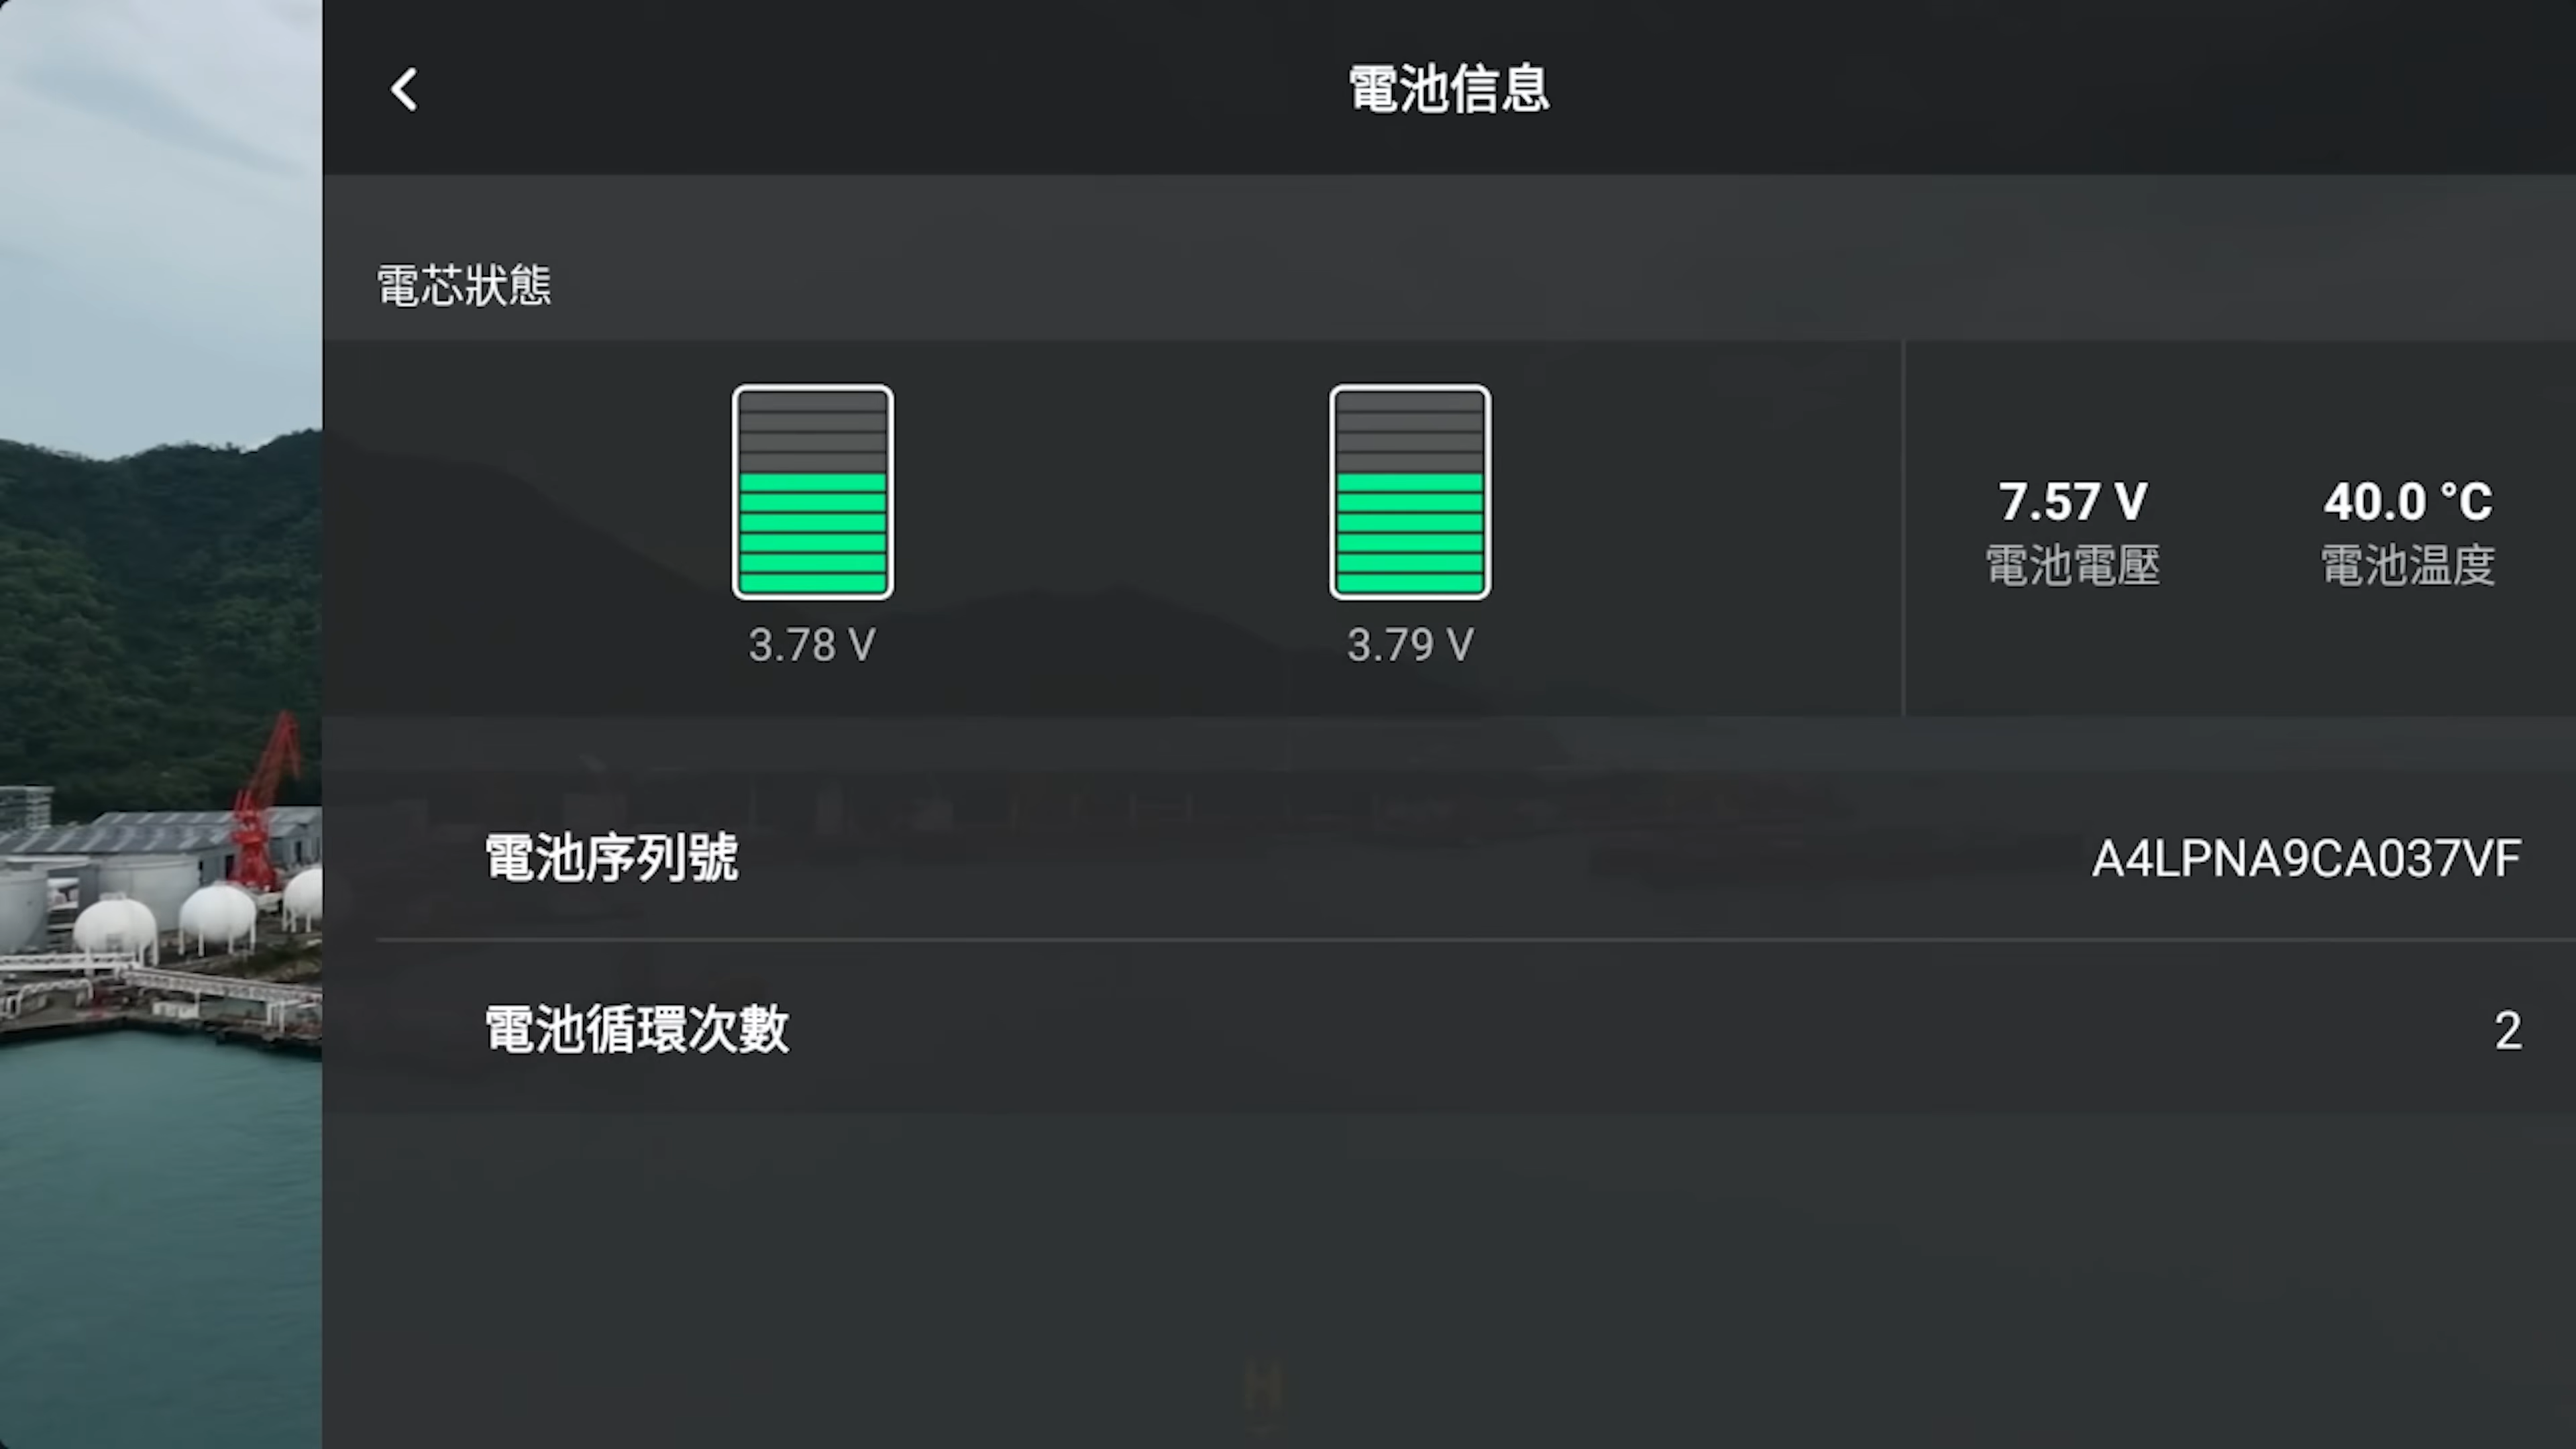 電池信息
電芯狀態
3.78 V
3.79 V
7.57 V
電池電壓
40.0 °C
電池温度
電池序列號 A4LPNA9CA037VF
電池循環次數 2
H